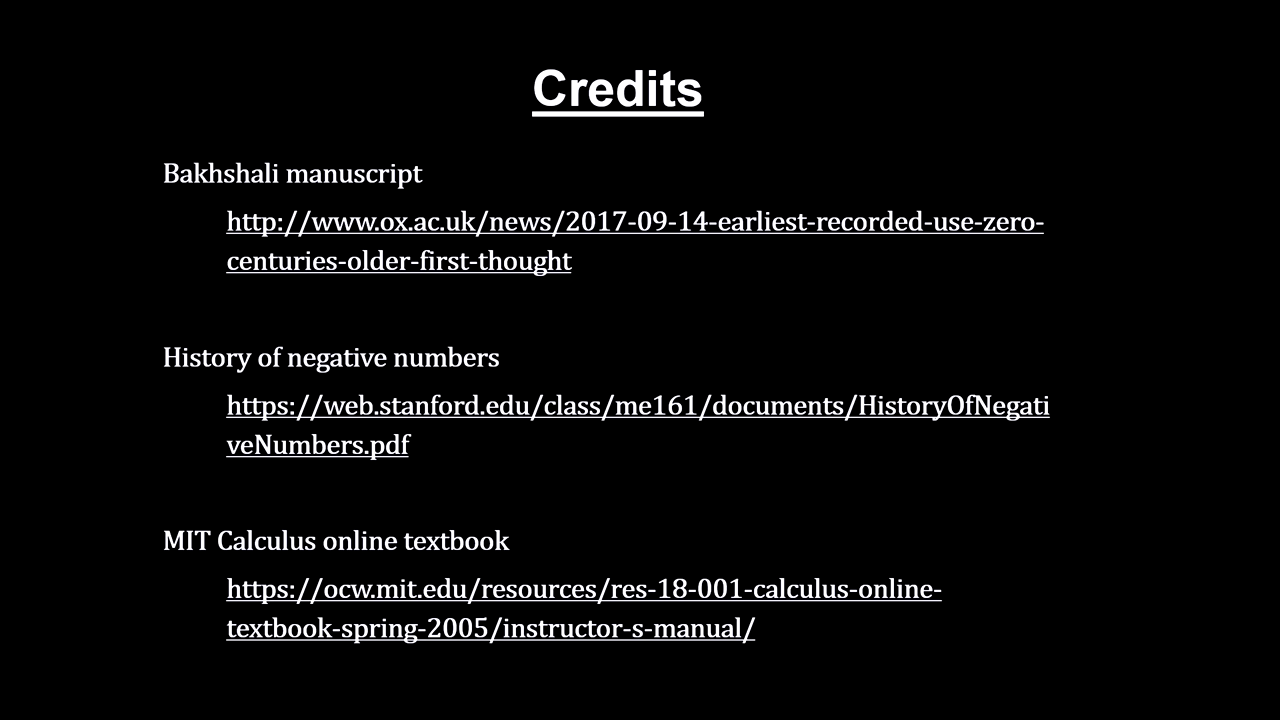 Credits
Bakhshali manuscript
http://www.ox.ac.uk/news/2017-09-14-earliest-recorded-use-zero-
centuries-older-first-thought
History of negative numbers
https://web.stanford.edu/class/me161/documents/HistoryOfNegati
veNumbers.pdf
MIT Calculus online textbook
https://ocw.mit.edu/resources/res-18-001-calculus-online-
textbook-spring-2005/instructor-s-manual/